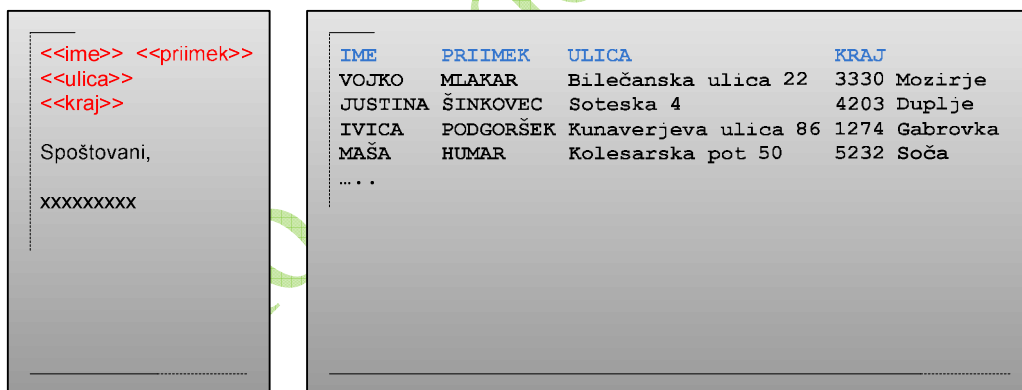 <<ime>> <<priimek>>
<<ulica>>
<<kraj>>
Spoštovani,
xxxxxxxxx
IME PRIIMEK ULICA KRAJ
VOJKO MLAKAR Bilečanska ulica 22 3330 Mozirje
JUSTINA ŠINKOVEC Soteska 4 4203 Duplje
IVICA PODGORŠEK Kunaverjeva ulica 86 1274 Gabrovka
MAŠA HUMAR Kolesarska pot 50 5232 Soča
…..